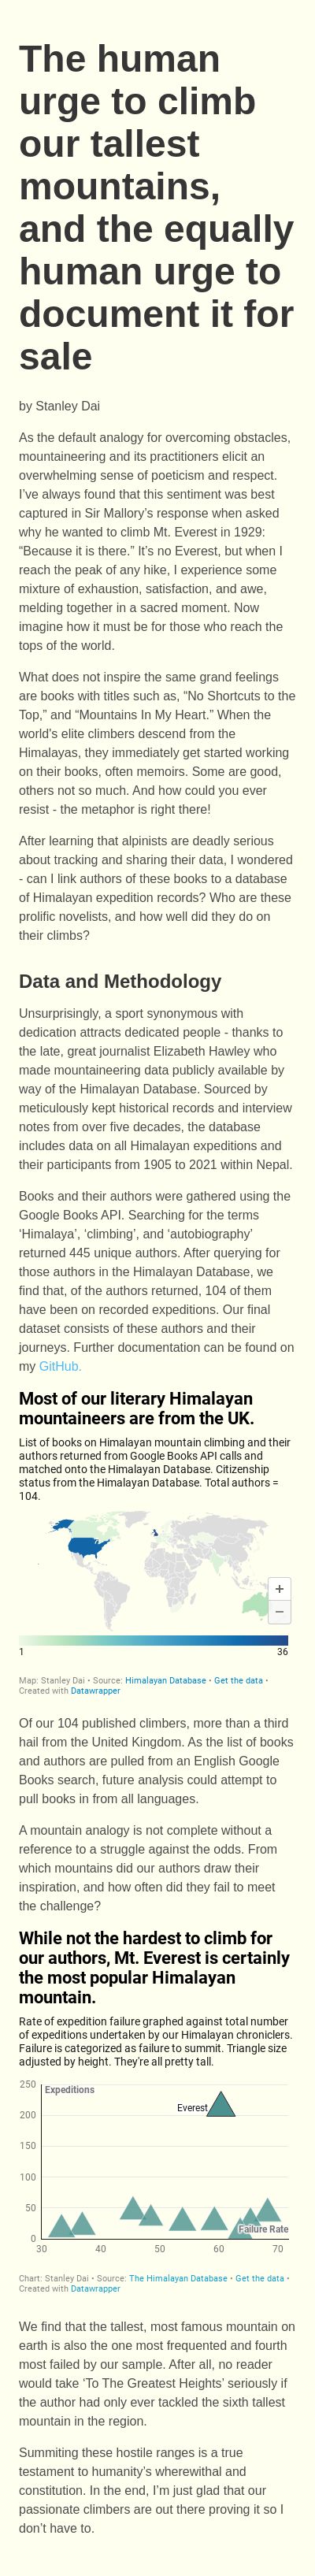 The human
urge to climb
our tallest
mountains,
and the equally
human urge to
document it for
sale
by Stanley Dai
As the default analogy for overcoming obstacles,
mountaineering and its practitioners elicit an
overwhelming sense of poeticism and respect.
I’ve always found that this sentiment was best
captured in Sir Mallory’s response when asked
why he wanted to climb Mt. Everest in 1929:
“Because it is there.” It’s no Everest, but when I
reach the peak of any hike, I experience some
mixture of exhaustion, satisfaction, and awe,
melding together in a sacred moment. Now
imagine how it must be for those who reach the
tops of the world.
What does not inspire the same grand feelings
are books with titles such as, “No Shortcuts to the
Top,” and “Mountains In My Heart.” When the
world's elite climbers descend from the
Himalayas, they immediately get started working
on their books, often memoirs. Some are good,
others not so much. And how could you ever
resist - the metaphor is right there!
After learning that alpinists are deadly serious
about tracking and sharing their data, I wondered
- can I link authors of these books to a database
of Himalayan expedition records? Who are these
prolific novelists, and how well did they do on
their climbs?
Data and Methodology
Unsurprisingly, a sport synonymous with
dedication attracts dedicated people - thanks to
the late, great journalist Elizabeth Hawley who
made mountaineering data publicly available by
way of the Himalayan Database. Sourced by
meticulously kept historical records and interview
notes from over five decades, the database
includes data on all Himalayan expeditions and
their participants from 1905 to 2021 within Nepal.
Books and their authors were gathered using the
Google Books API. Searching for the terms
‘Himalaya’, ‘climbing’, and ‘autobiography’
returned 445 unique authors. After querying for
those authors in the Himalayan Database, we
find that, of the authors returned, 104 of them
have been on recorded expeditions. Our final
dataset consists of these authors and their
journeys. Further documentation can be found on
my GitHub.
Most of our literary Himalayan
mountaineers are from the UK.
List of books on Himalayan mountain climbing and their
authors returned from Google Books API calls and
matched onto the Himalayan Database. Citizenship
status from the Himalayan Database. Total authors =
104.
+
−
1 36
Map: Stanley Dai • Source: Himalayan Database • Get the data •
Created with Datawrapper
Of our 104 published climbers, more than a third
hail from the United Kingdom. As the list of books
and authors are pulled from an English Google
Books search, future analysis could attempt to
pull books in from all languages.
A mountain analogy is not complete without a
reference to a struggle against the odds. From
which mountains did our authors draw their
inspiration, and how often did they fail to meet
the challenge?
While not the hardest to climb for
our authors, Mt. Everest is certainly
the most popular Himalayan
mountain.
Rate of expedition failure graphed against total number
of expeditions undertaken by our Himalayan chroniclers.
Failure is categorized as failure to summit. Triangle size
adjusted by height. They're all pretty tall.
250 Expeditions
Everest
200
150
100
50
Failure Rate
0
30 40 50 60 70
Chart: Stanley Dai • Source: The Himalayan Database • Get the data •
Created with Datawrapper
We find that the tallest, most famous mountain on
earth is also the one most frequented and fourth
most failed by our sample. After all, no reader
would take ‘To The Greatest Heights’ seriously if
the author had only ever tackled the sixth tallest
mountain in the region.
Summiting these hostile ranges is a true
testament to humanity’s wherewithal and
constitution. In the end, I’m just glad that our
passionate climbers are out there proving it so I
don’t have to.